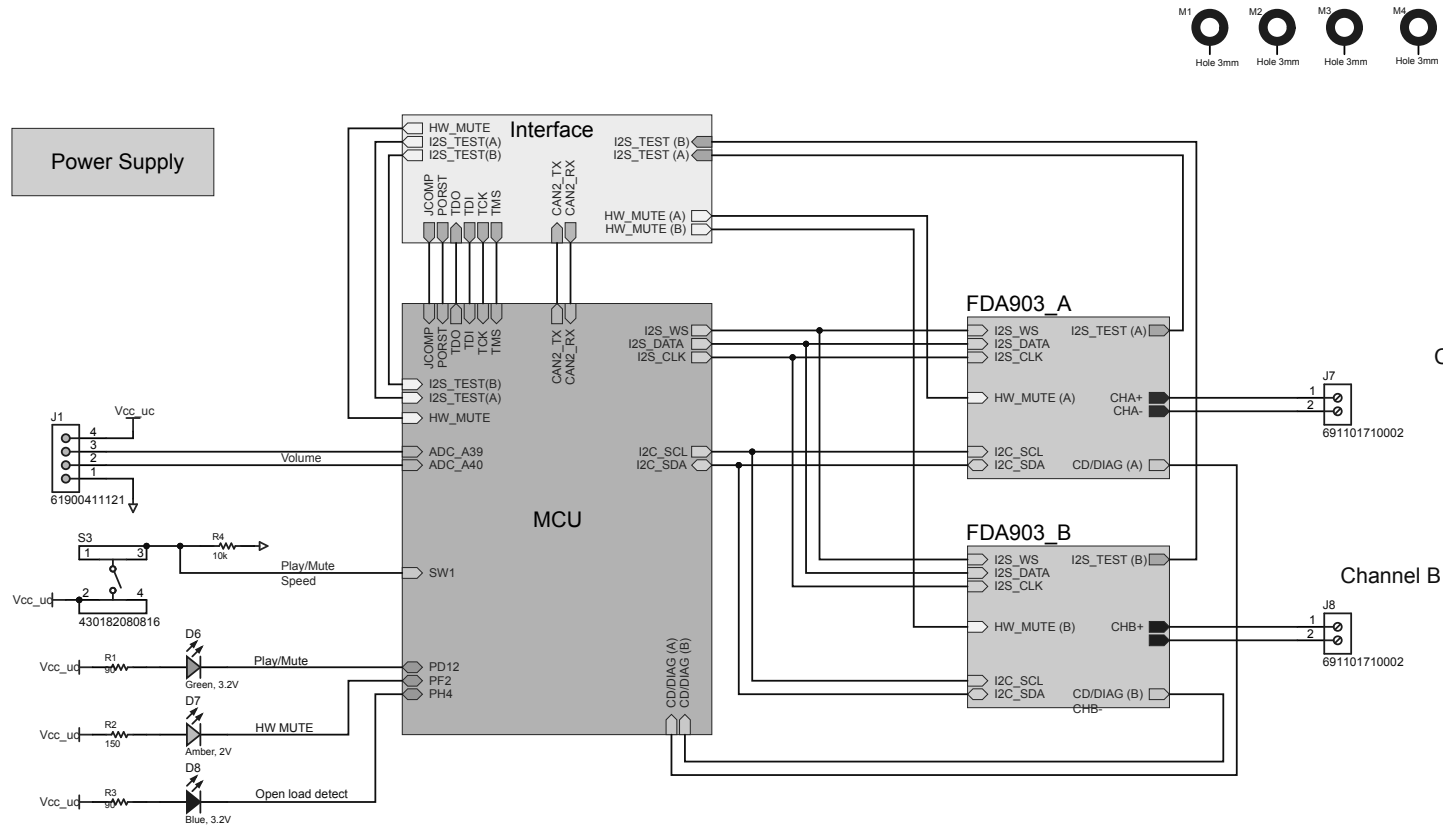 M1
M2
M3
M4
Hole 3mm
Hole 3mm
Hole 3mm
Hole 3mm
Power Supply
Interface
HW_MUTE
I2S_TEST(A)
I2S_TEST(B)
I2S_TEST (B)
I2S_TEST (A)
JCOMP
PORST
TDO
TDI
TCK
TMS
CAN2_TX
CAN2_RX
HW_MUTE (A)
HW_MUTE (B)
JCOMP
PORST
TDO
TDI
TCK
TMS
CAN2_TX
CAN2_RX
I2S_WS
I2S_DATA
I2S_CLK
I2S_TEST(B)
I2S_TEST(A)
HW_MUTE
ADC_A39
ADC_A40
I2C_SCL
I2C_SDA
MCU
SW1
PD12
PF2
PH4
CD/DIAG (A)
CD/DIAG (B)
FDA903_A
I2S_WS
I2S_DATA
I2S_CLK
I2S_TEST (A)
HW_MUTE (A)
CHA+
CHA-
I2C_SCL
I2C_SDA
CD/DIAG (A)
C
J7
1
2
691101710002
FDA903_B
I2S_WS
I2S_DATA
I2S_CLK
I2S_TEST (B)
HW_MUTE (B)
CHB+
I2C_SCL
I2C_SDA
CD/DIAG (B)
CHB-
Channel B
J8
1
2
691101710002
J1
Vcc_uc
4
3
2
1
Volume
61900411121
S3
1
3
R4
10k
Play/Mute
Speed
Vcc_uc
2
4
430182080816
D6
Vcc_uc
R1
90
Play/Mute
Green, 3.2V
D7
Vcc_uc
R2
150
HW MUTE
Amber, 2V
D8
Vcc_uc
R3
90
Open load detect
Blue, 3.2V